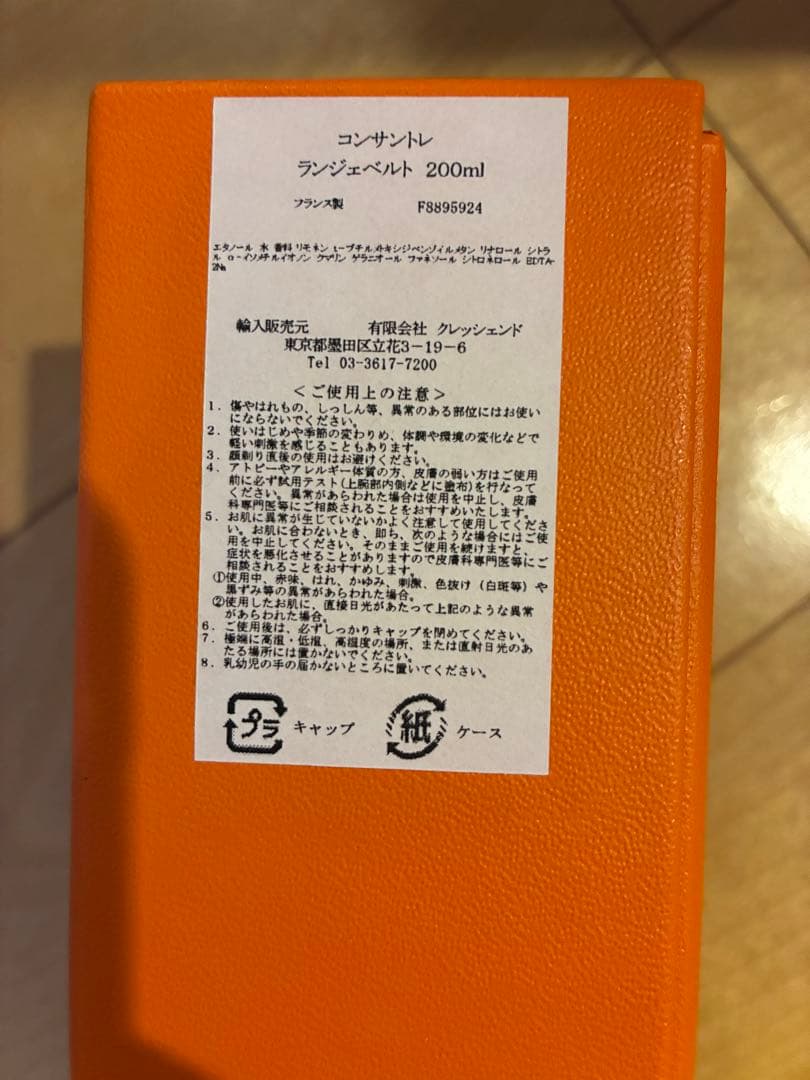 コンサントレ
ランジェベルト 200ml
フランス製 F8895924
エタノール 水 香料 リモネン t-ブチルメトキシジベンゾイルメタン リナロール シトラ
ル α-イソメチルイオノン クマリン ゲラニオール ファネソール シトロネロール EDTA-
2Na
輸入販売元 有限会社 クレッシェンド
東京都墨田区立花3-19-6
Tel 03-3617-7200
＜ご使用上の注意＞
1. 傷やはれもの、しっしん等、異常のある部位にはお使い
にならないでください。
2. 使いはじめや季節の変わりめ、体調や環境の変化などで
軽い刺激を感じることもあります。
3. 顔剃り直後の使用はお避けください。
4. アトピーやアレルギー体質の方、皮膚の弱い方はご使用
前に必ず試用テスト(上腕部内側などに塗布)を行なって
ください。異常があらわれた場合は使用を中止し、皮膚
科専門医等にご相談されることをおすすめいたします。
5. お肌に異常が生じていないかよく注意して使用してくださ
い。お肌に合わないとき、即ち、次のような場合にはご使
用を中止してください。そのままご使用を続けますと、
症状を悪化させることがありますので皮膚科専門医等にご
相談されることをおすすめします。
①使用中、赤味、はれ、かゆみ、刺激、色抜け（白斑等）や
黒ずみ等の異常があらわれた場合。
②使用したお肌に、直接日光があたって上記のような異常
があらわれた場合。
6. ご使用後は、必ずしっかりキャップを閉めてください。
7. 極端に高温・低温、高湿度の場所、または直射日光のあ
たる場所には置かないでください。
8. 乳幼児の手の届かないところに置いてください。
プラ キャップ 紙 ケース